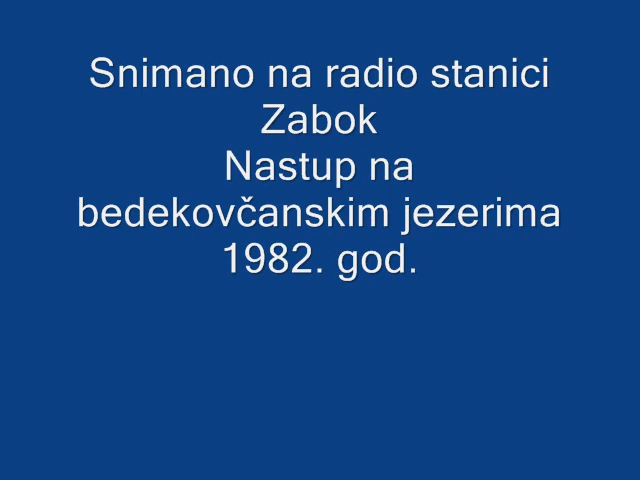 Snimano na radio stanici
Zabok
Nastup na
bedekovčanskim jezerima
1982. god.